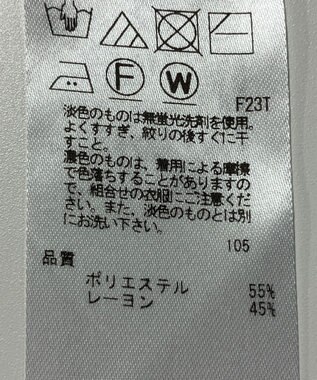 F W
F23T
淡色のものは無蛍光洗剤を使用。
よくすすぎ、絞りの後すぐに干
すこと。
濃色のものは、着用による摩擦
で色落ちすることがありますの
で、組合せの衣服にご注意くだ
さい。また、淡色のものとは別
にお洗い下さい。
105
品質
ポリエステル 55%
レーヨン 45%